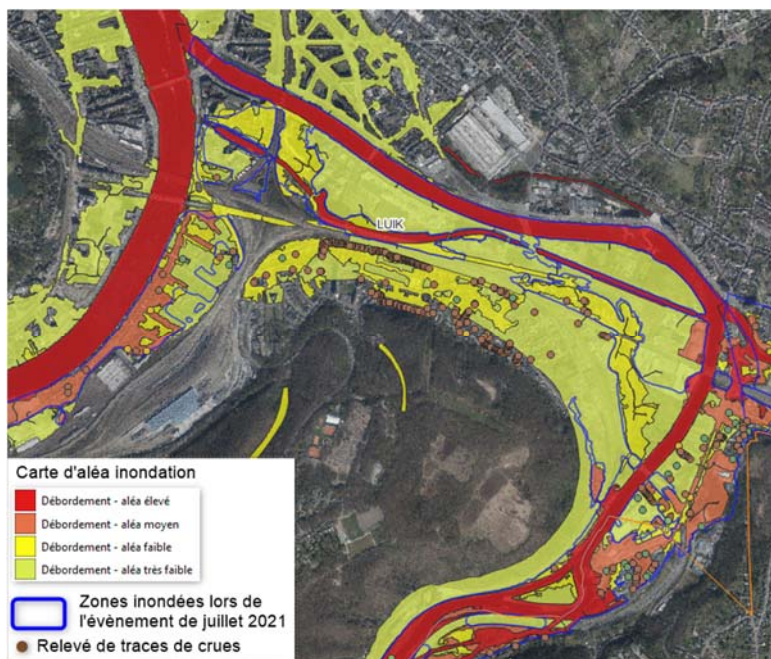 LUIK
Carte d'aléa inondation
Débordement - aléa élevé
Débordement - aléa moyen
Débordement - aléa faible
Débordement - aléa très faible
Zones inondées lors de
l'évènement de juillet 2021
Relevé de traces de crues